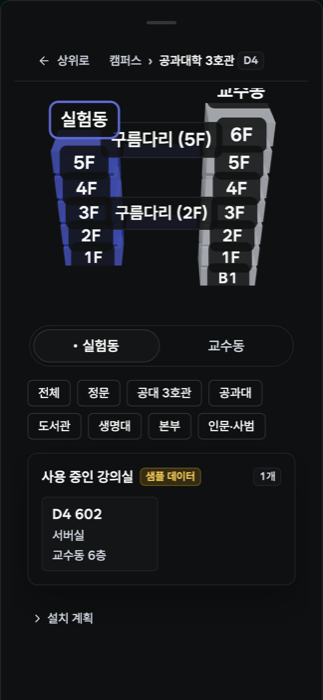 ← 상위로 캠퍼스 › 공과대학 3호관 D4
교수동
실험동
구름다리 (5F)
6F
5F
5F
4F
4F
3F
구름다리 (2F)
3F
2F
2F
1F
1F
B1
• 실험동
교수동
전체 정문 공대 3호관 공과대
도서관 생명대 본부 인문·사범
사용 중인 강의실 샘플 데이터 1개
D4 602
서버실
교수동 6층
> 설치 계획